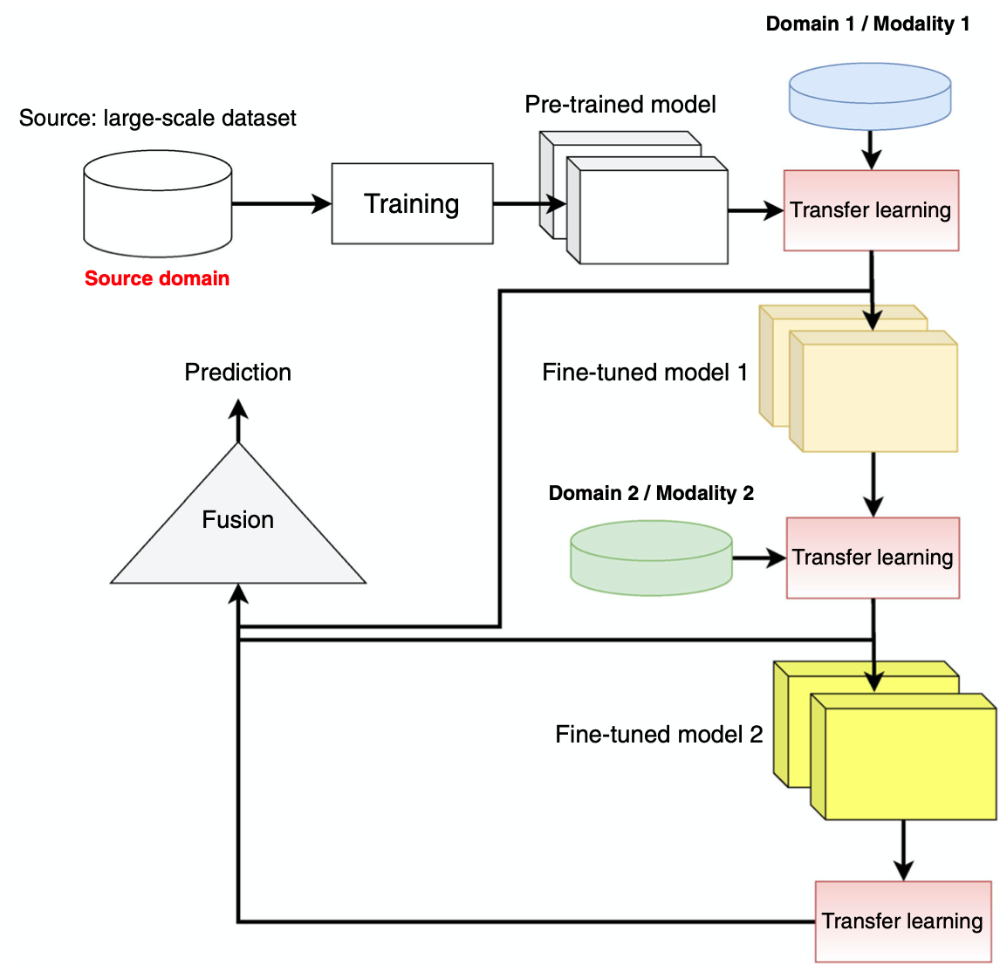 Domain 1 / Modality 1
Source: large-scale dataset
Pre-trained model
Training
Transfer learning
Source domain
Prediction
Fine-tuned model 1
Domain 2 / Modality 2
Fusion
Transfer learning
Fine-tuned model 2
Transfer learning